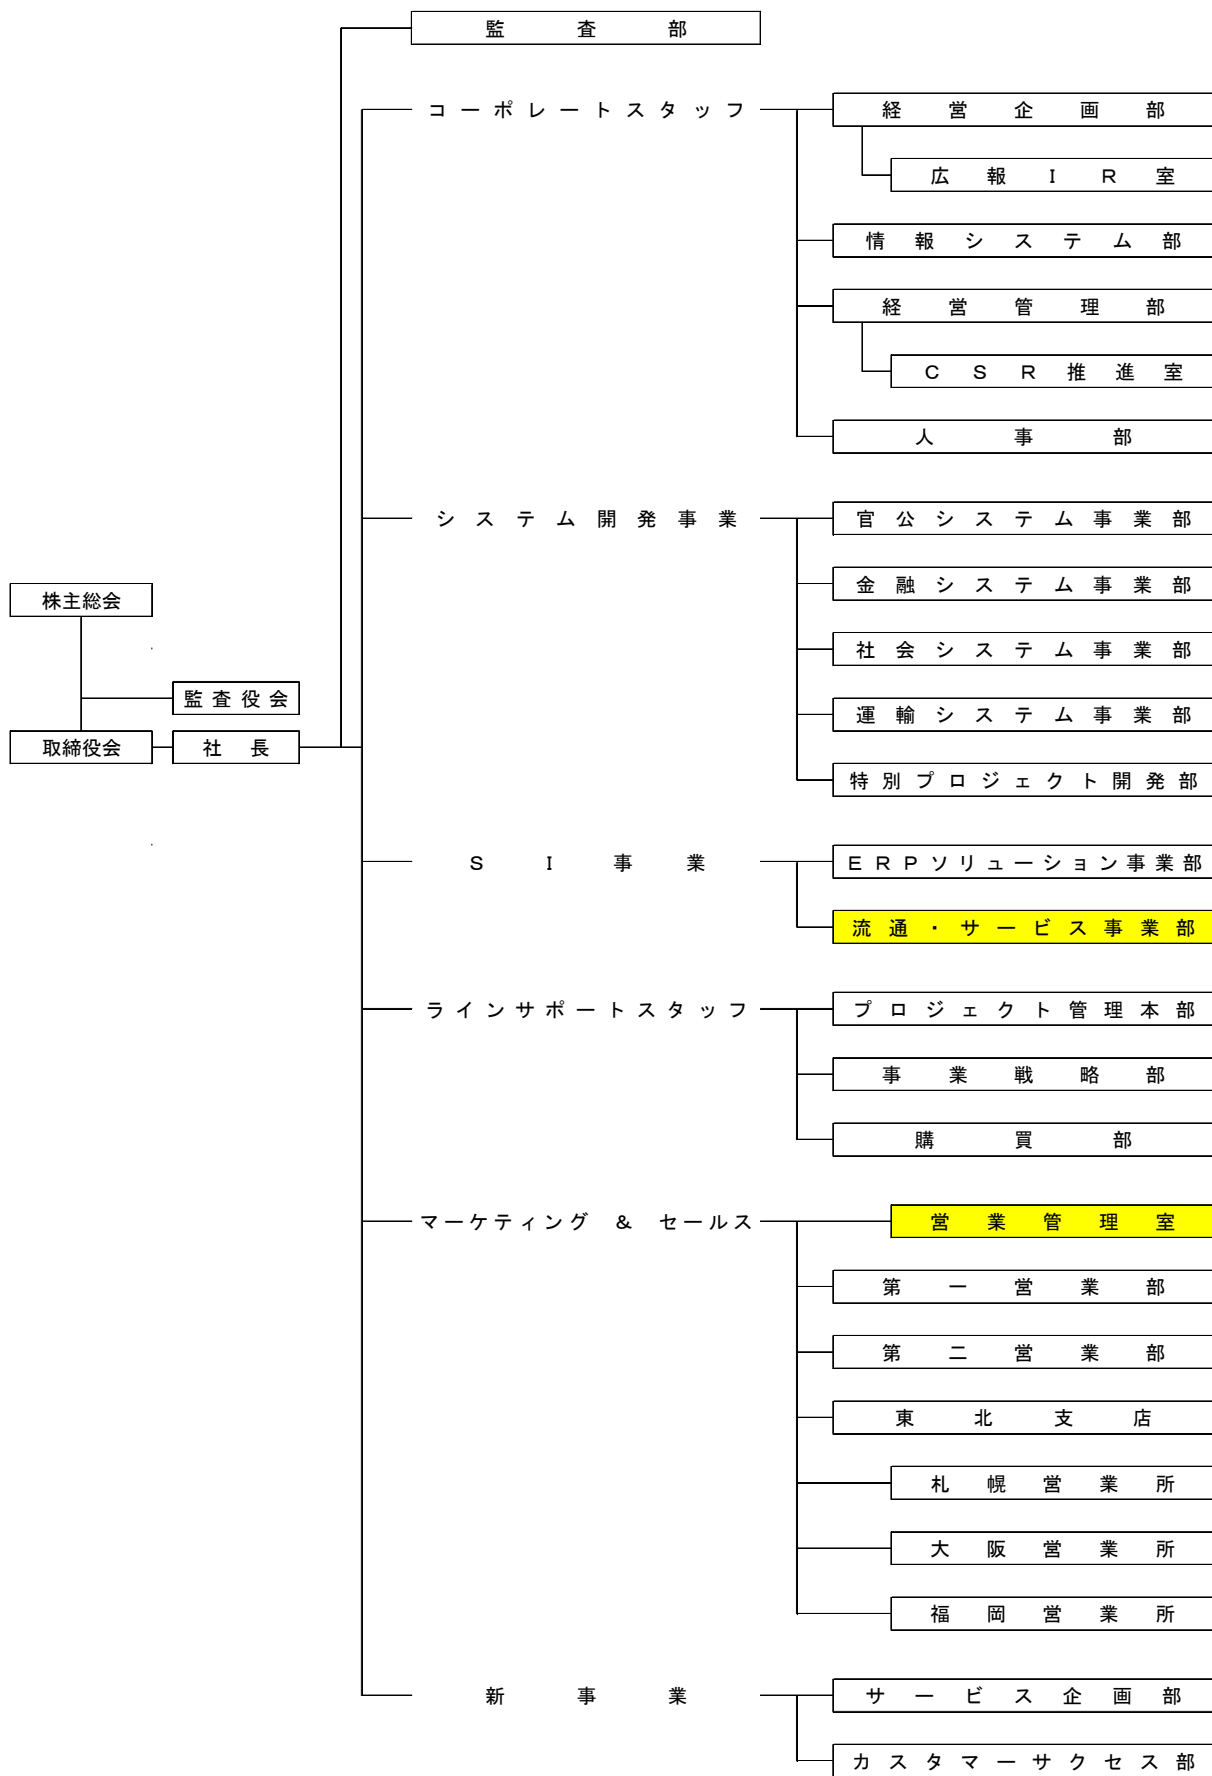 監査部
コーポレートスタッフ
経営企画部
広報IR室
情報システム部
経営管理部
CSR推進室
人事部
システム開発事業
官公システム事業部
金融システム事業部
株主総会
社会システム事業部
監査役会
運輸システム事業部
取締役会
社長
特別プロジェクト開発部
SI事業
ERPソリューション事業部
流通・サービス事業部
ラインサポートスタッフ
プロジェクト管理本部
事業戦略部
購買部
マーケティング & セールス
営業管理室
第一営業部
第二営業部
東北支店
札幌営業所
大阪営業所
福岡営業所
新事業
サービス企画部
カスタマーサクセス部